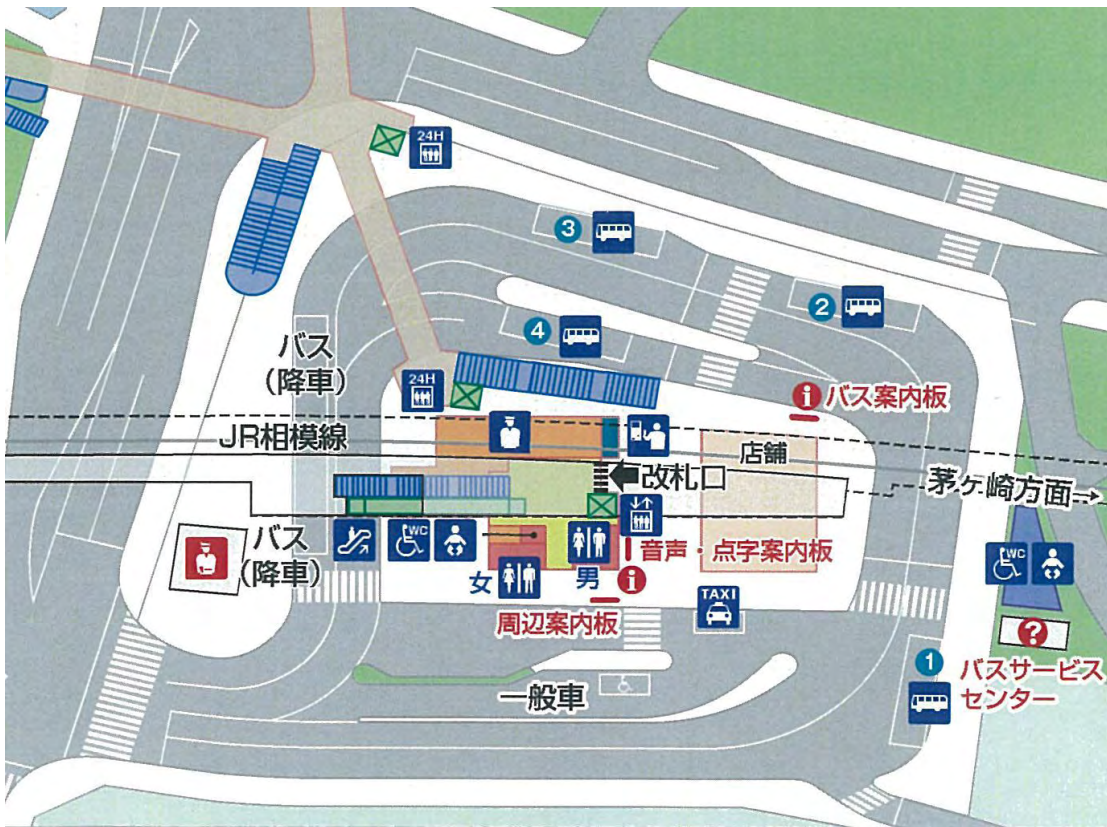 24H
3
2
4
バス
(降車)
24H
バス案内板
JR相模線
店舗
改札口
茅ヶ崎方面
WC
バス
(降車)
音声・点字案内板
WC
女
男
TAXI
周辺案内板
?
1
バスサービス
センター
一般車